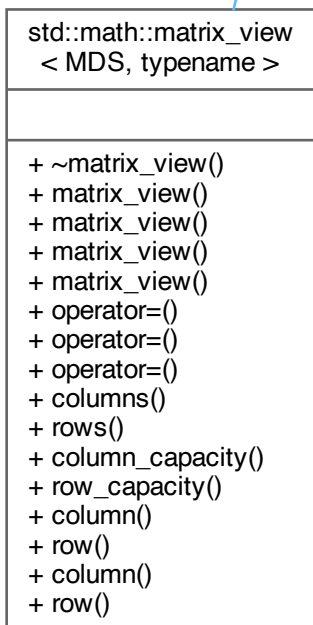 std::math::matrix_view
< MDS, typename >
+ ~matrix_view()
+ matrix_view()
+ matrix_view()
+ matrix_view()
+ matrix_view()
+ operator=()
+ operator=()
+ operator=()
+ columns()
+ rows()
+ column_capacity()
+ row_capacity()
+ column()
+ row()
+ column()
+ row()